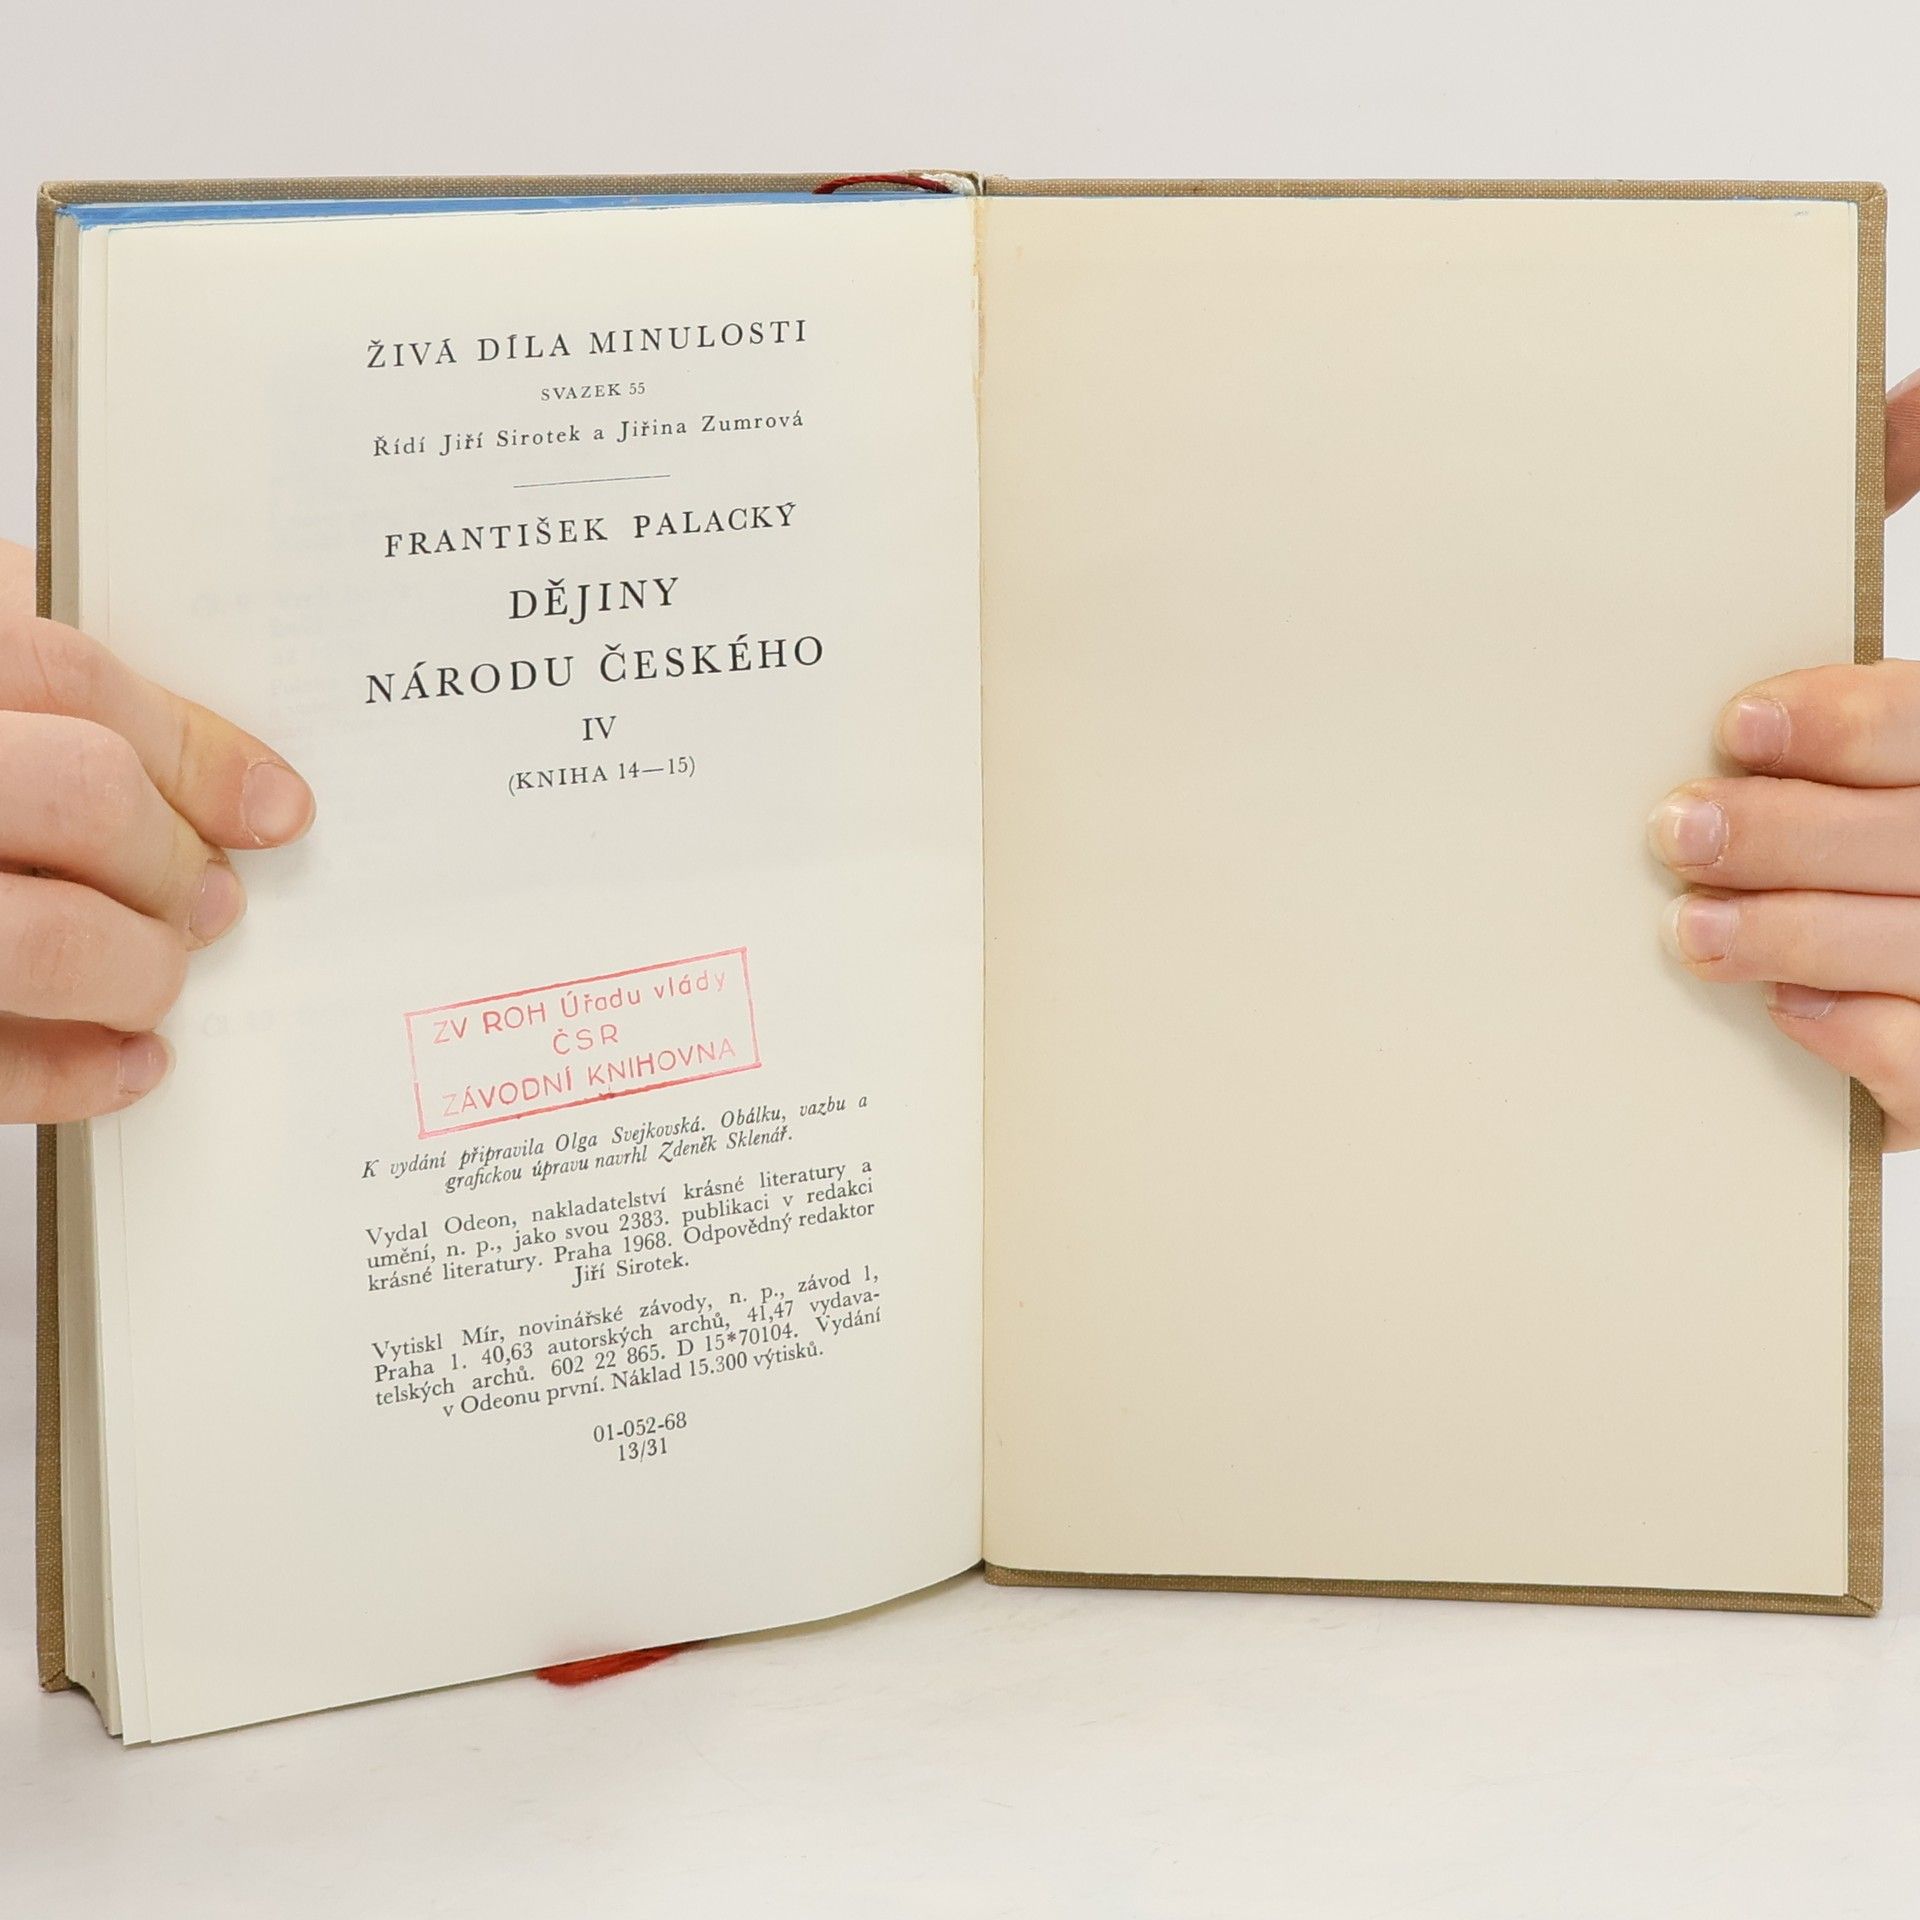 ŽIVÁ DÍLA MINULOSTI
SVAZEK 55
Řídí Jiří Sirotek a Jiřina Zumrová
FRANTIŠEK PALACKÝ
DĚJINY
NÁRODU ČESKÉHO
IV
(KNIHA 14—15)
ZV ROH Úřadu vlády
ČSR
ZÁVODNÍ KNIHOVNA
K vydání připravila Olga Svejkovská. Obálku, vazbu a
grafickou úpravu navrhl Zdeněk Sklenář.
Vydal Odeon, nakladatelství krásné literatury a
umění, n. p., jako svou 2383. publikaci v redakci
krásné literatury. Praha 1968. Odpovědný redaktor
Jiří Sirotek.
Vytiskl Mír, novinářské závody, n. p., závod 1,
Praha 1. 40,63 autorských archů, 41,47 vydava-
telských archů. 602 22 865. D 15*70104. Vydání
v Odeonu první. Náklad 15.300 výtisků.
01-052-68
13/31